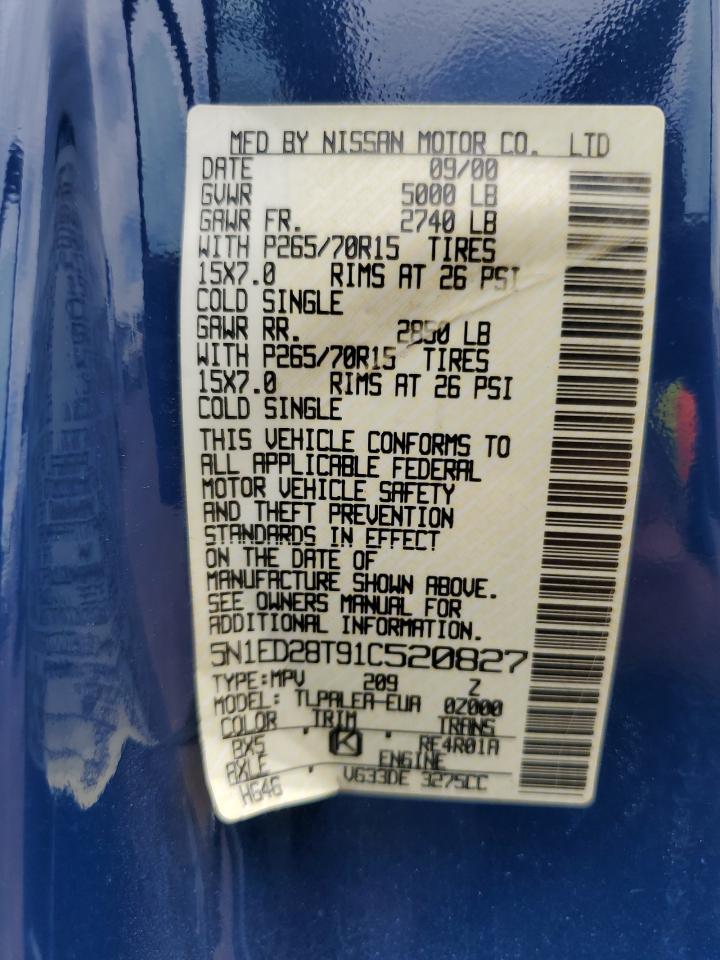 MFD BY NISSAN MOTOR CO. LTD
DATE 09/00
GVWR 5000 LB
GAWR FR. 2740 LB
WITH P265/70R15 TIRES
15X7.0 RIMS AT 26 PSI
COLD SINGLE
GAWR RR. 2850 LB
WITH P265/70R15 TIRES
15X7.0 RIMS AT 26 PSI
COLD SINGLE
THIS VEHICLE CONFORMS TO
ALL APPLICABLE FEDERAL
MOTOR VEHICLE SAFETY
AND THEFT PREVENTION
STANDARDS IN EFFECT
ON THE DATE OF
MANUFACTURE SHOWN ABOVE.
SEE OWNERS MANUAL FOR
ADDITIONAL INFORMATION.
5N1ED28T91C520827
TYPE:MPV 209 Z
MODEL: TLPALEA-EUA 0Z000
COLOR TRIM TRANS
BX5 K RE4R01A
AXLE ENGINE
HG46 VG33DE 3275CC